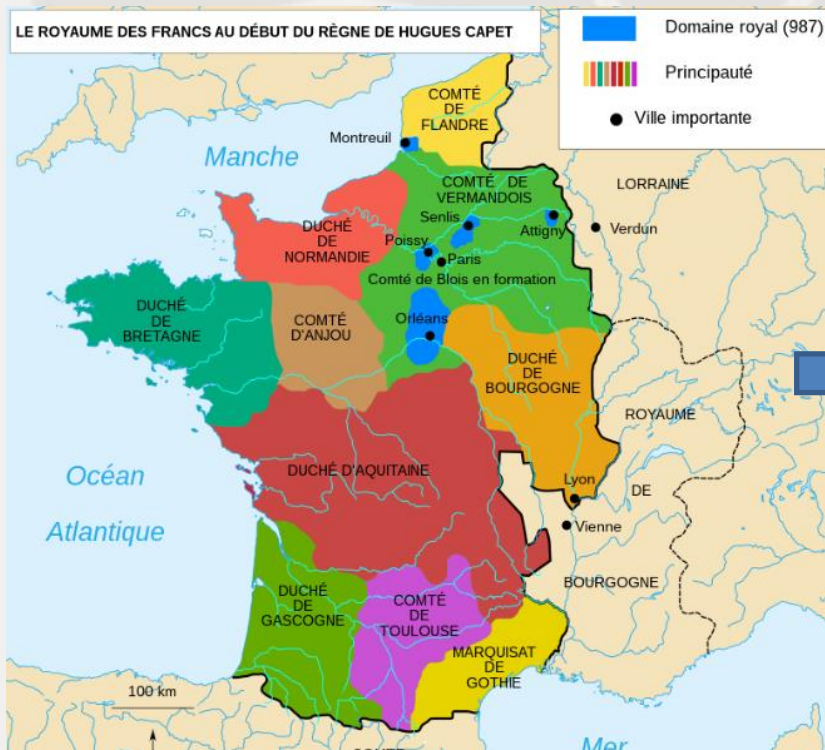 LE ROYAUME DES FRANCS AU DÉBUT DU RÈGNE DE HUGUES CAPET
Domaine royal (987)
Principauté
Ville importante
COMTÉ
DE
FLANDRE
Montreuil
Manche
COMTÉ DE
VERMANDOIS
LORRAINE
Senlis
Attigny
Verdun
DUCHÉ
DE
NORMANDIE
Poissy
Paris
Comté de Blois en formation
DUCHÉ
DE
BRETAGNE
COMTÉ
D'ANJOU
Orléans
DUCHÉ
DE
BOURGOGNE
ROYAUME
DE
BOURGOGNE
Océan
Atlantique
DUCHÉ D'AQUITAINE
Lyon
Vienne
DUCHÉ
DE
GASCOGNE
COMTÉ
DE
TOULOUSE
MARQUISAT
DE
GOTHIE
100 km
Mer